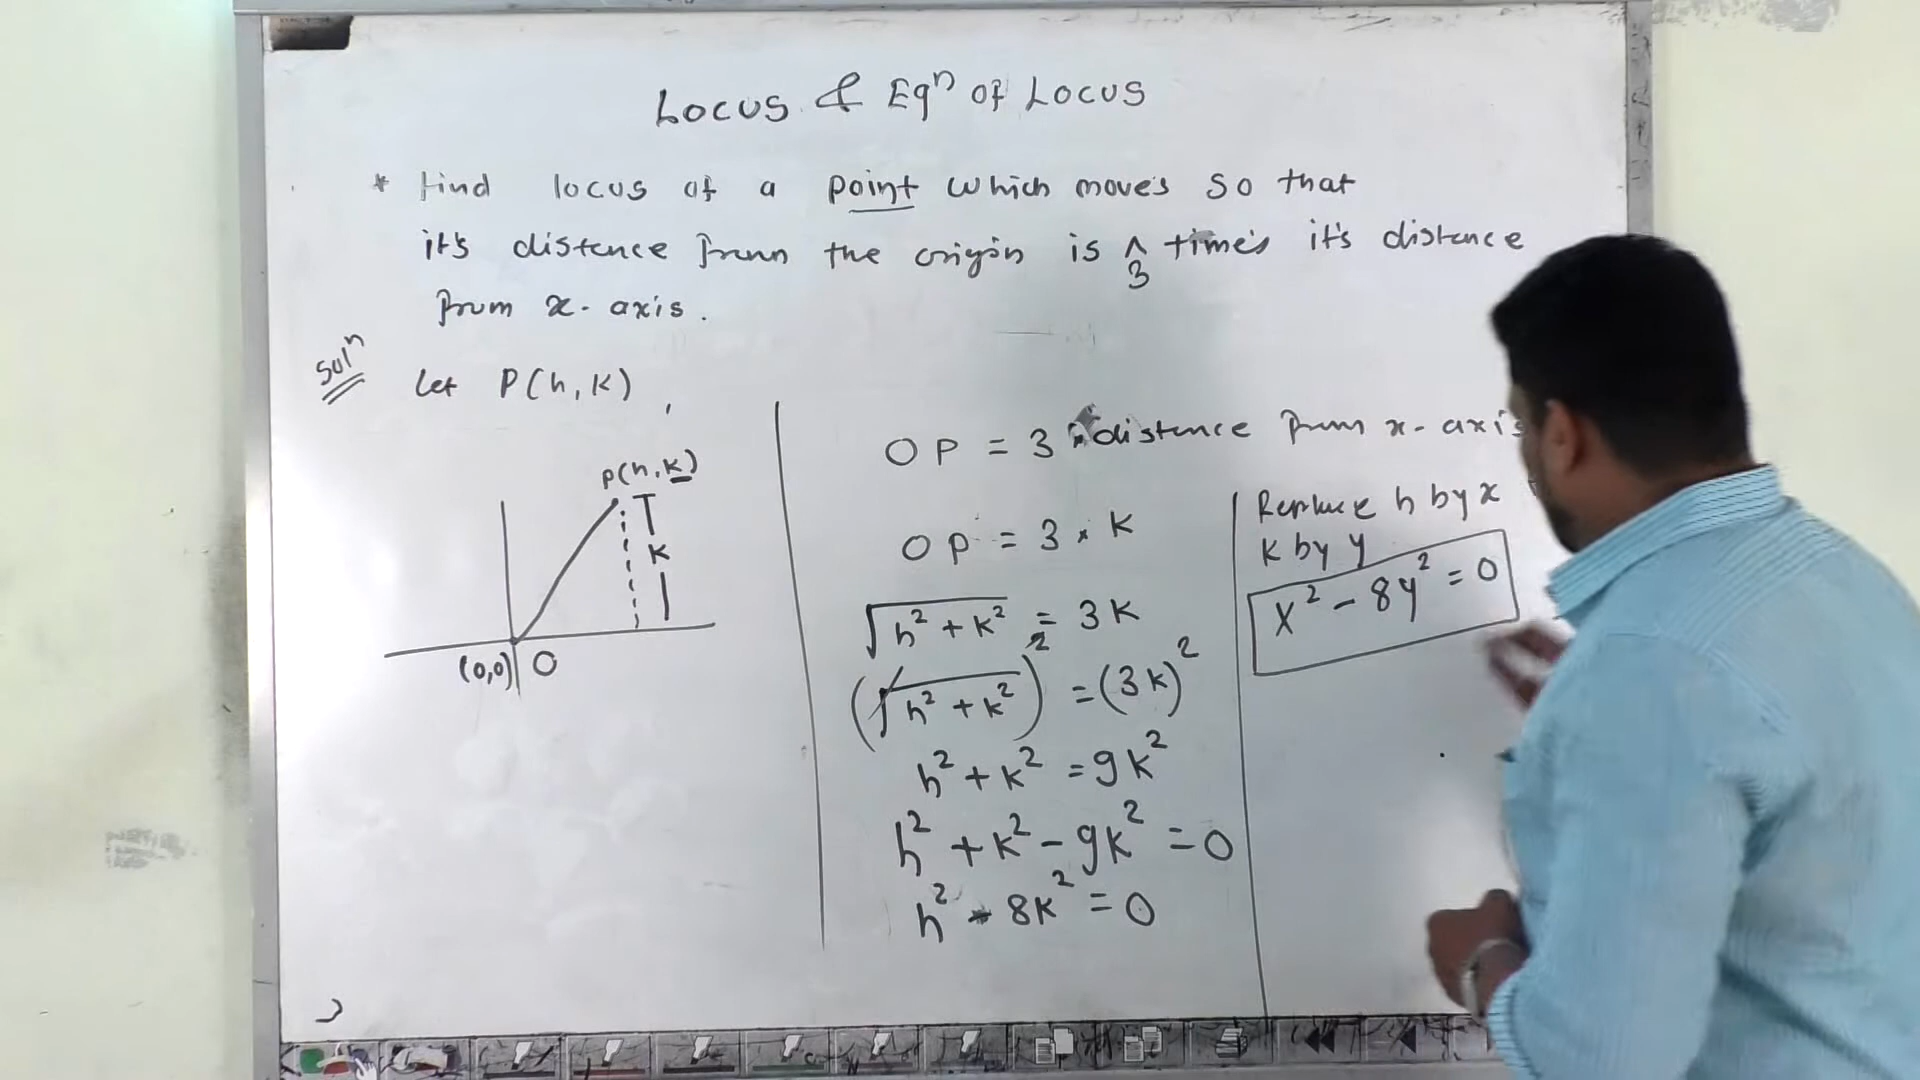 Locus & Eqⁿ of Locus
* Find locus of a point which moves so that
it's distance from the origin is ^ times it's distance
3
from x-axis.
Solⁿ
Let P(h,k),
P(h,k)
k
(0,0) O
OP = 3 × distance from x-axis
OP = 3 × k
√h² + k² = 3k
(√h² + k²)² = (3k)²
h² + k² = 9k²
h² + k² - 9k² = 0
h² - 8k² = 0
Replace h by x
k by y
x² - 8y² = 0